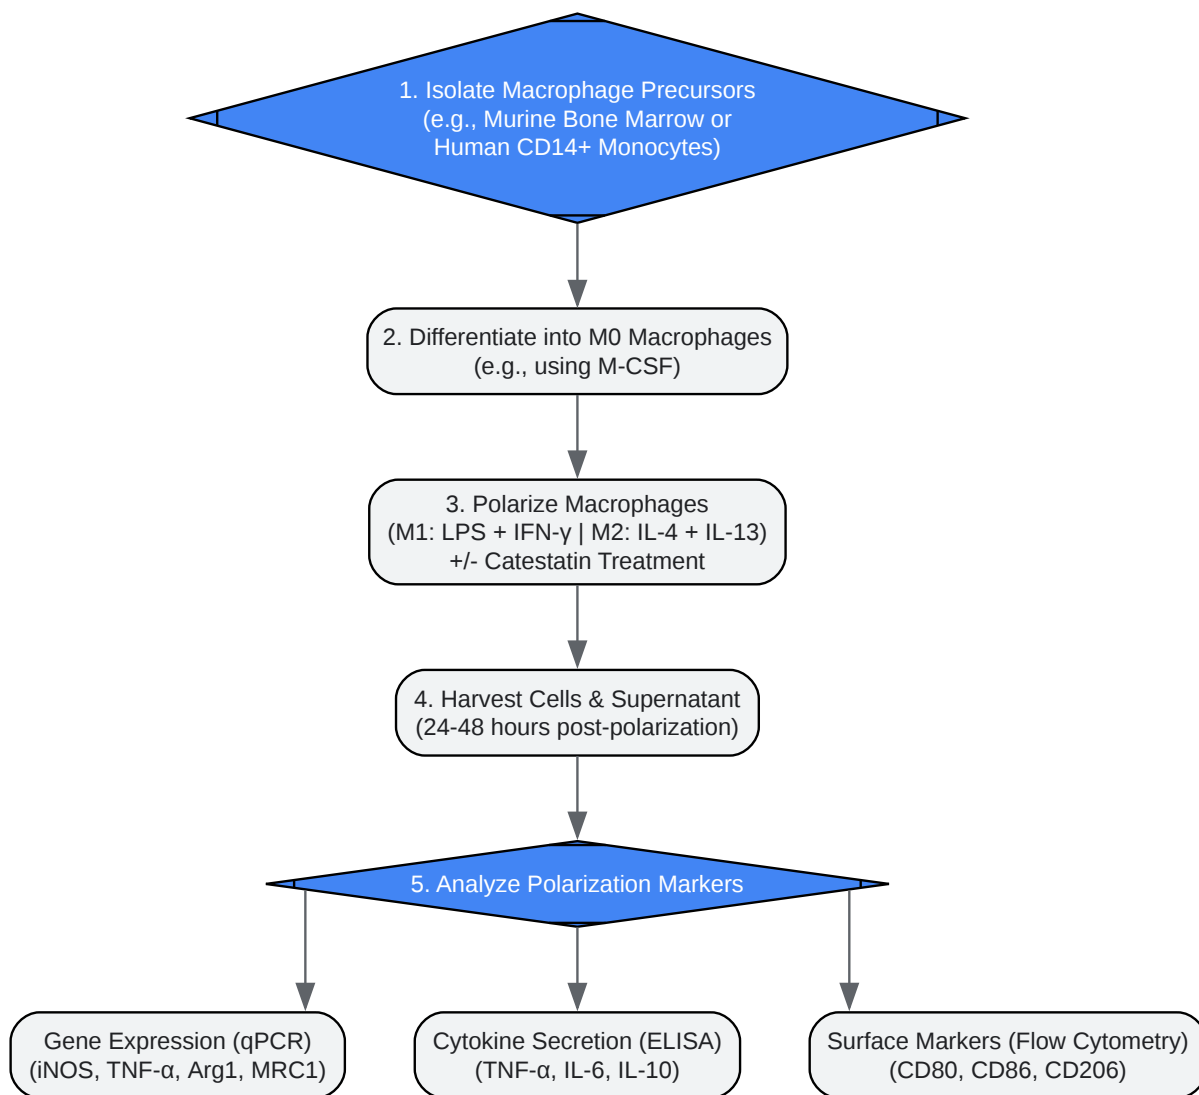 1. Isolate Macrophage Precursors
(e.g., Murine Bone Marrow or
Human CD14+ Monocytes)
2. Differentiate into M0 Macrophages
(e.g., using M-CSF)
3. Polarize Macrophages
(M1: LPS + IFN-γ | M2: IL-4 + IL-13)
+/- Catestatin Treatment
4. Harvest Cells & Supernatant
(24-48 hours post-polarization)
5. Analyze Polarization Markers
Gene Expression (qPCR)
(iNOS, TNF-α, Arg1, MRC1)
Cytokine Secretion (ELISA)
(TNF-α, IL-6, IL-10)
Surface Markers (Flow Cytometry)
(CD80, CD86, CD206)